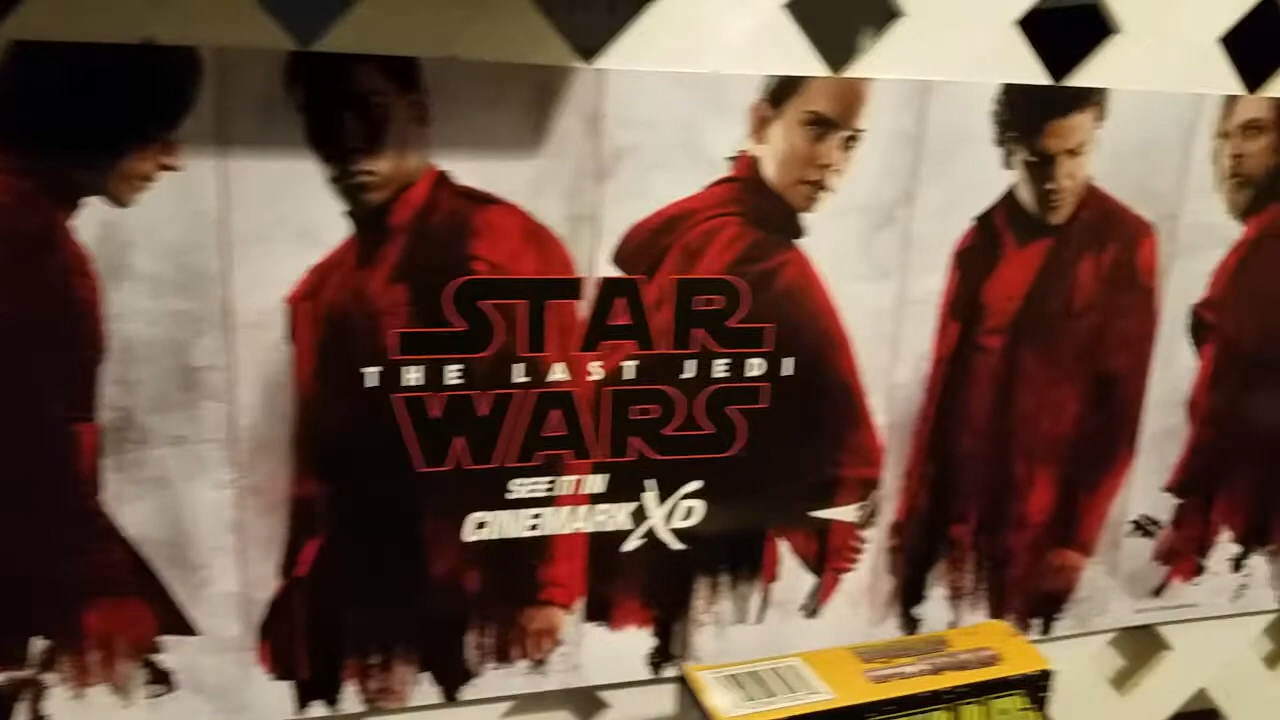 STAR
THE LAST JEDI
WARS
SEE IT IN
CINEMARK XD